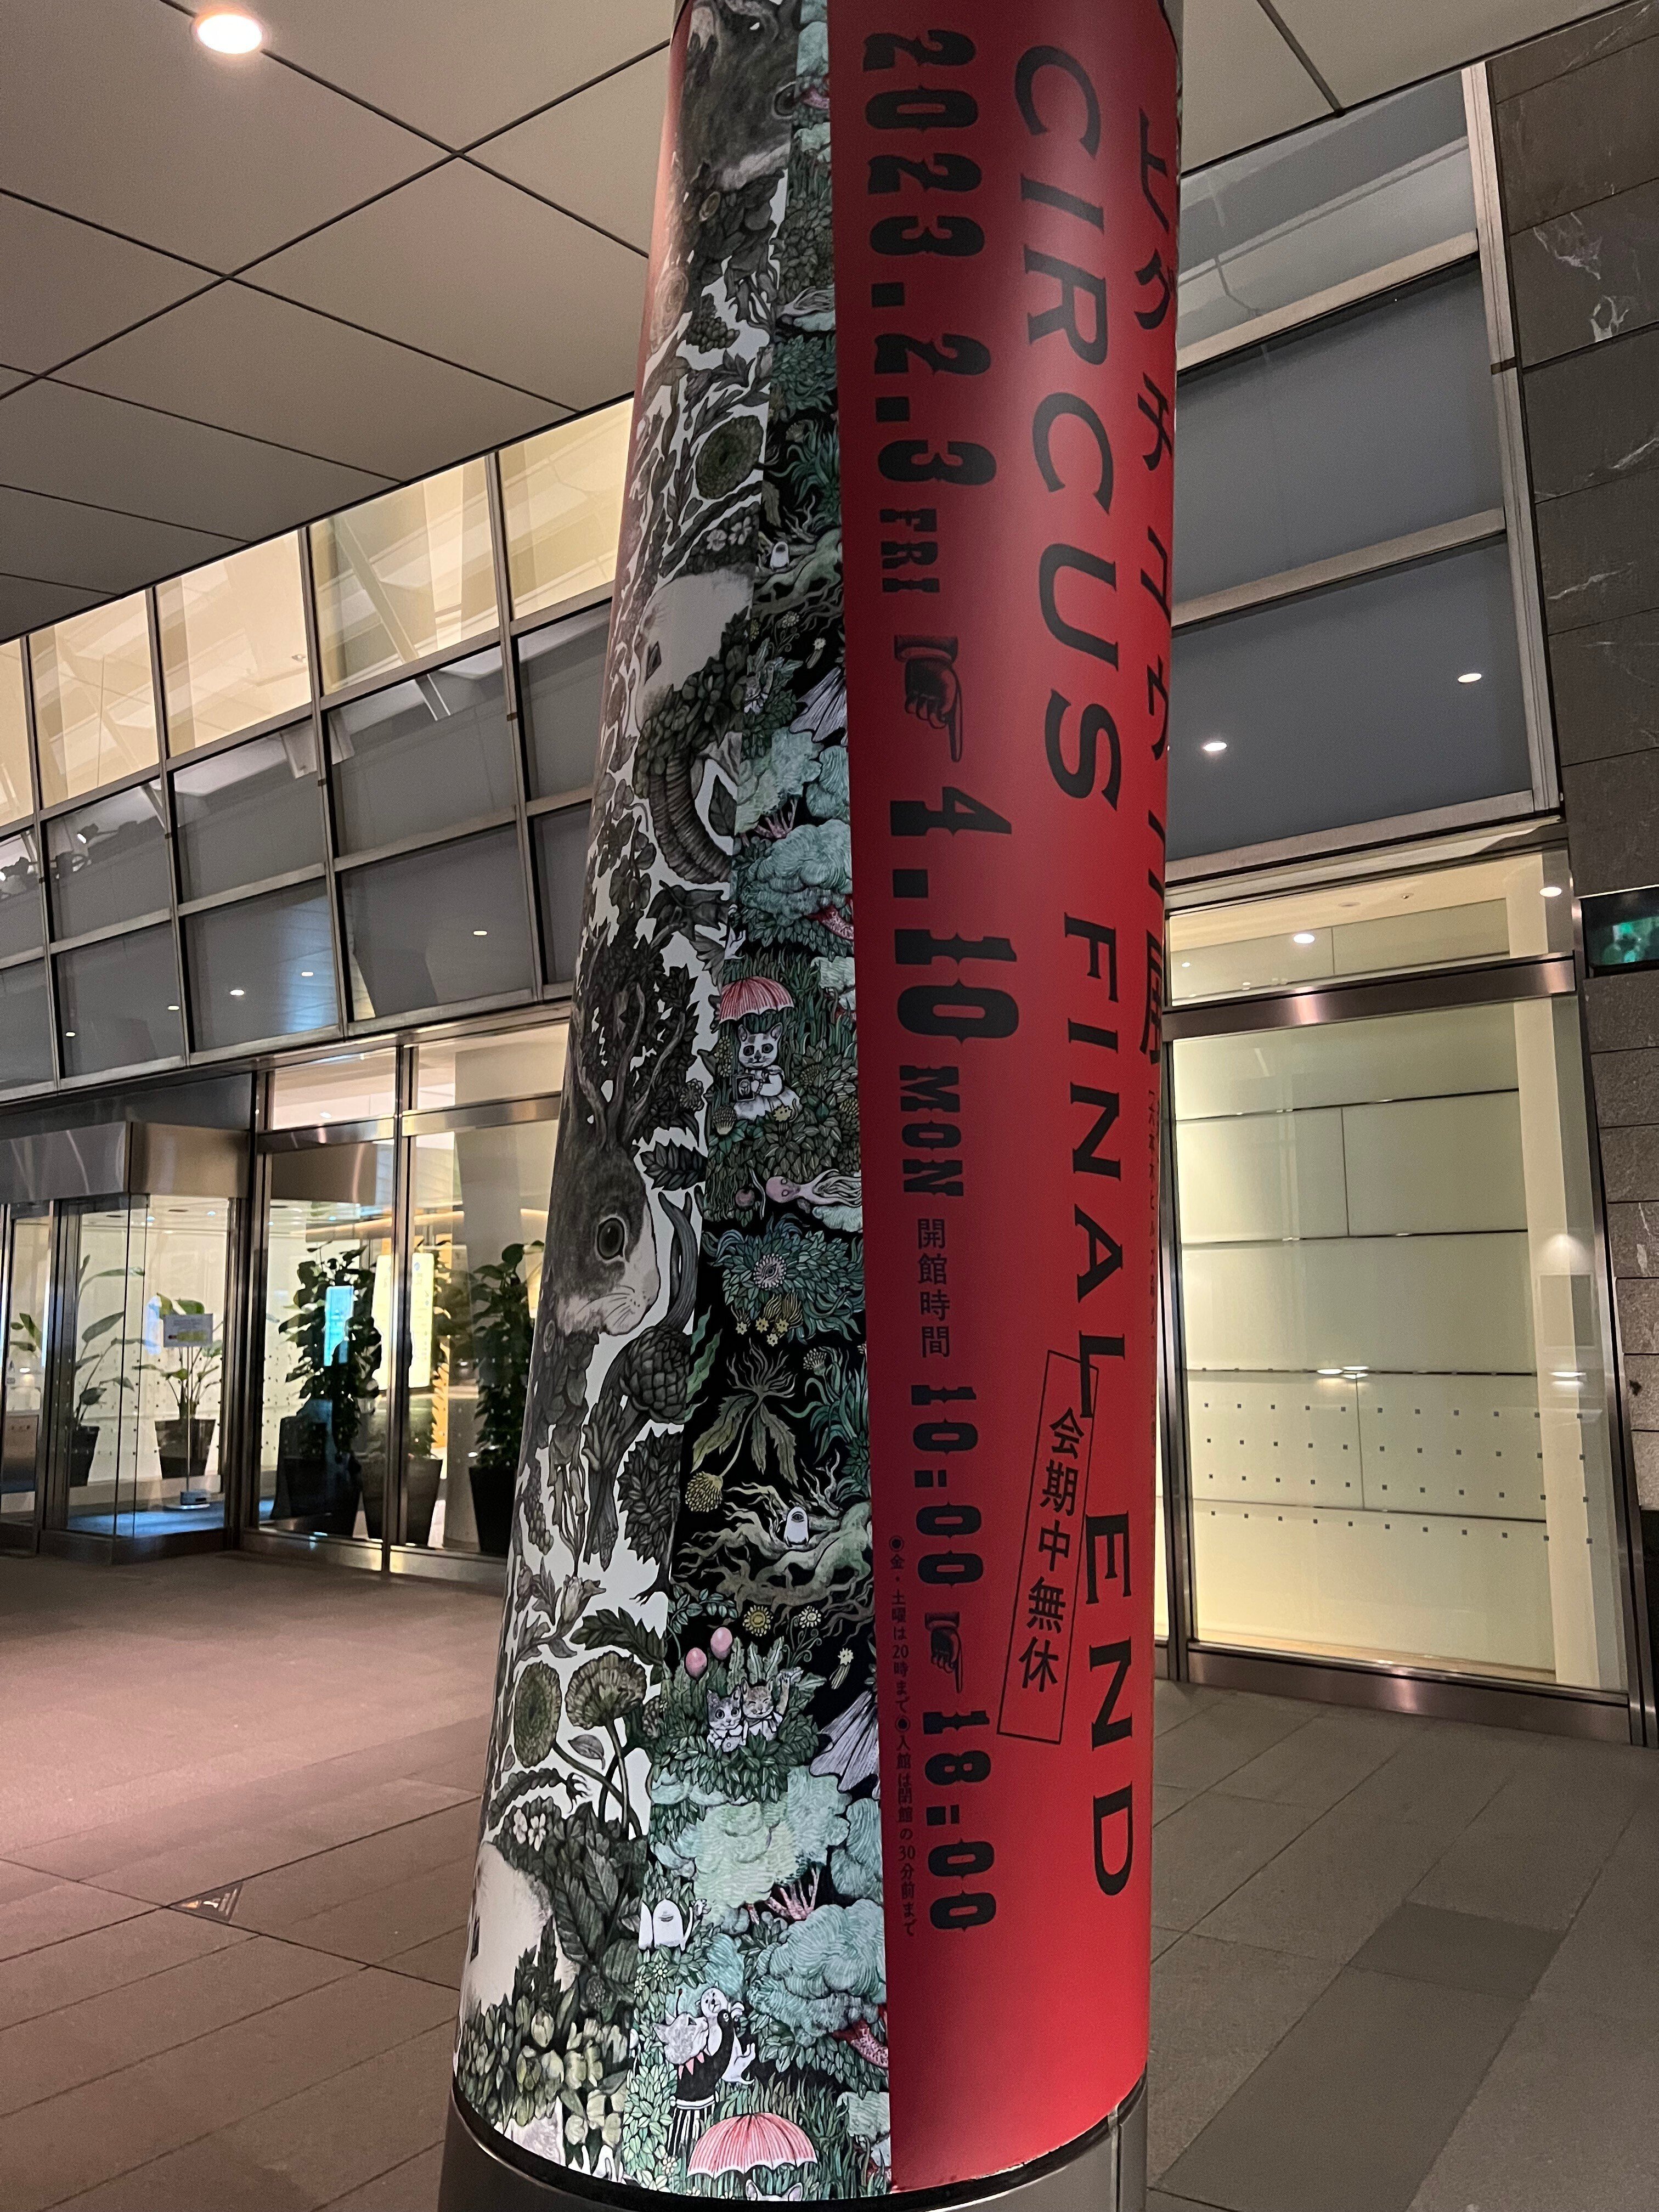 ヒグチユウコ展
CIRCUS FINAL END
会期中無休
2023.2.3 FRI 4.10 MON 開館時間 10:00 18:00
◉金・土曜は20時まで◉入館は閉館の30分前まで